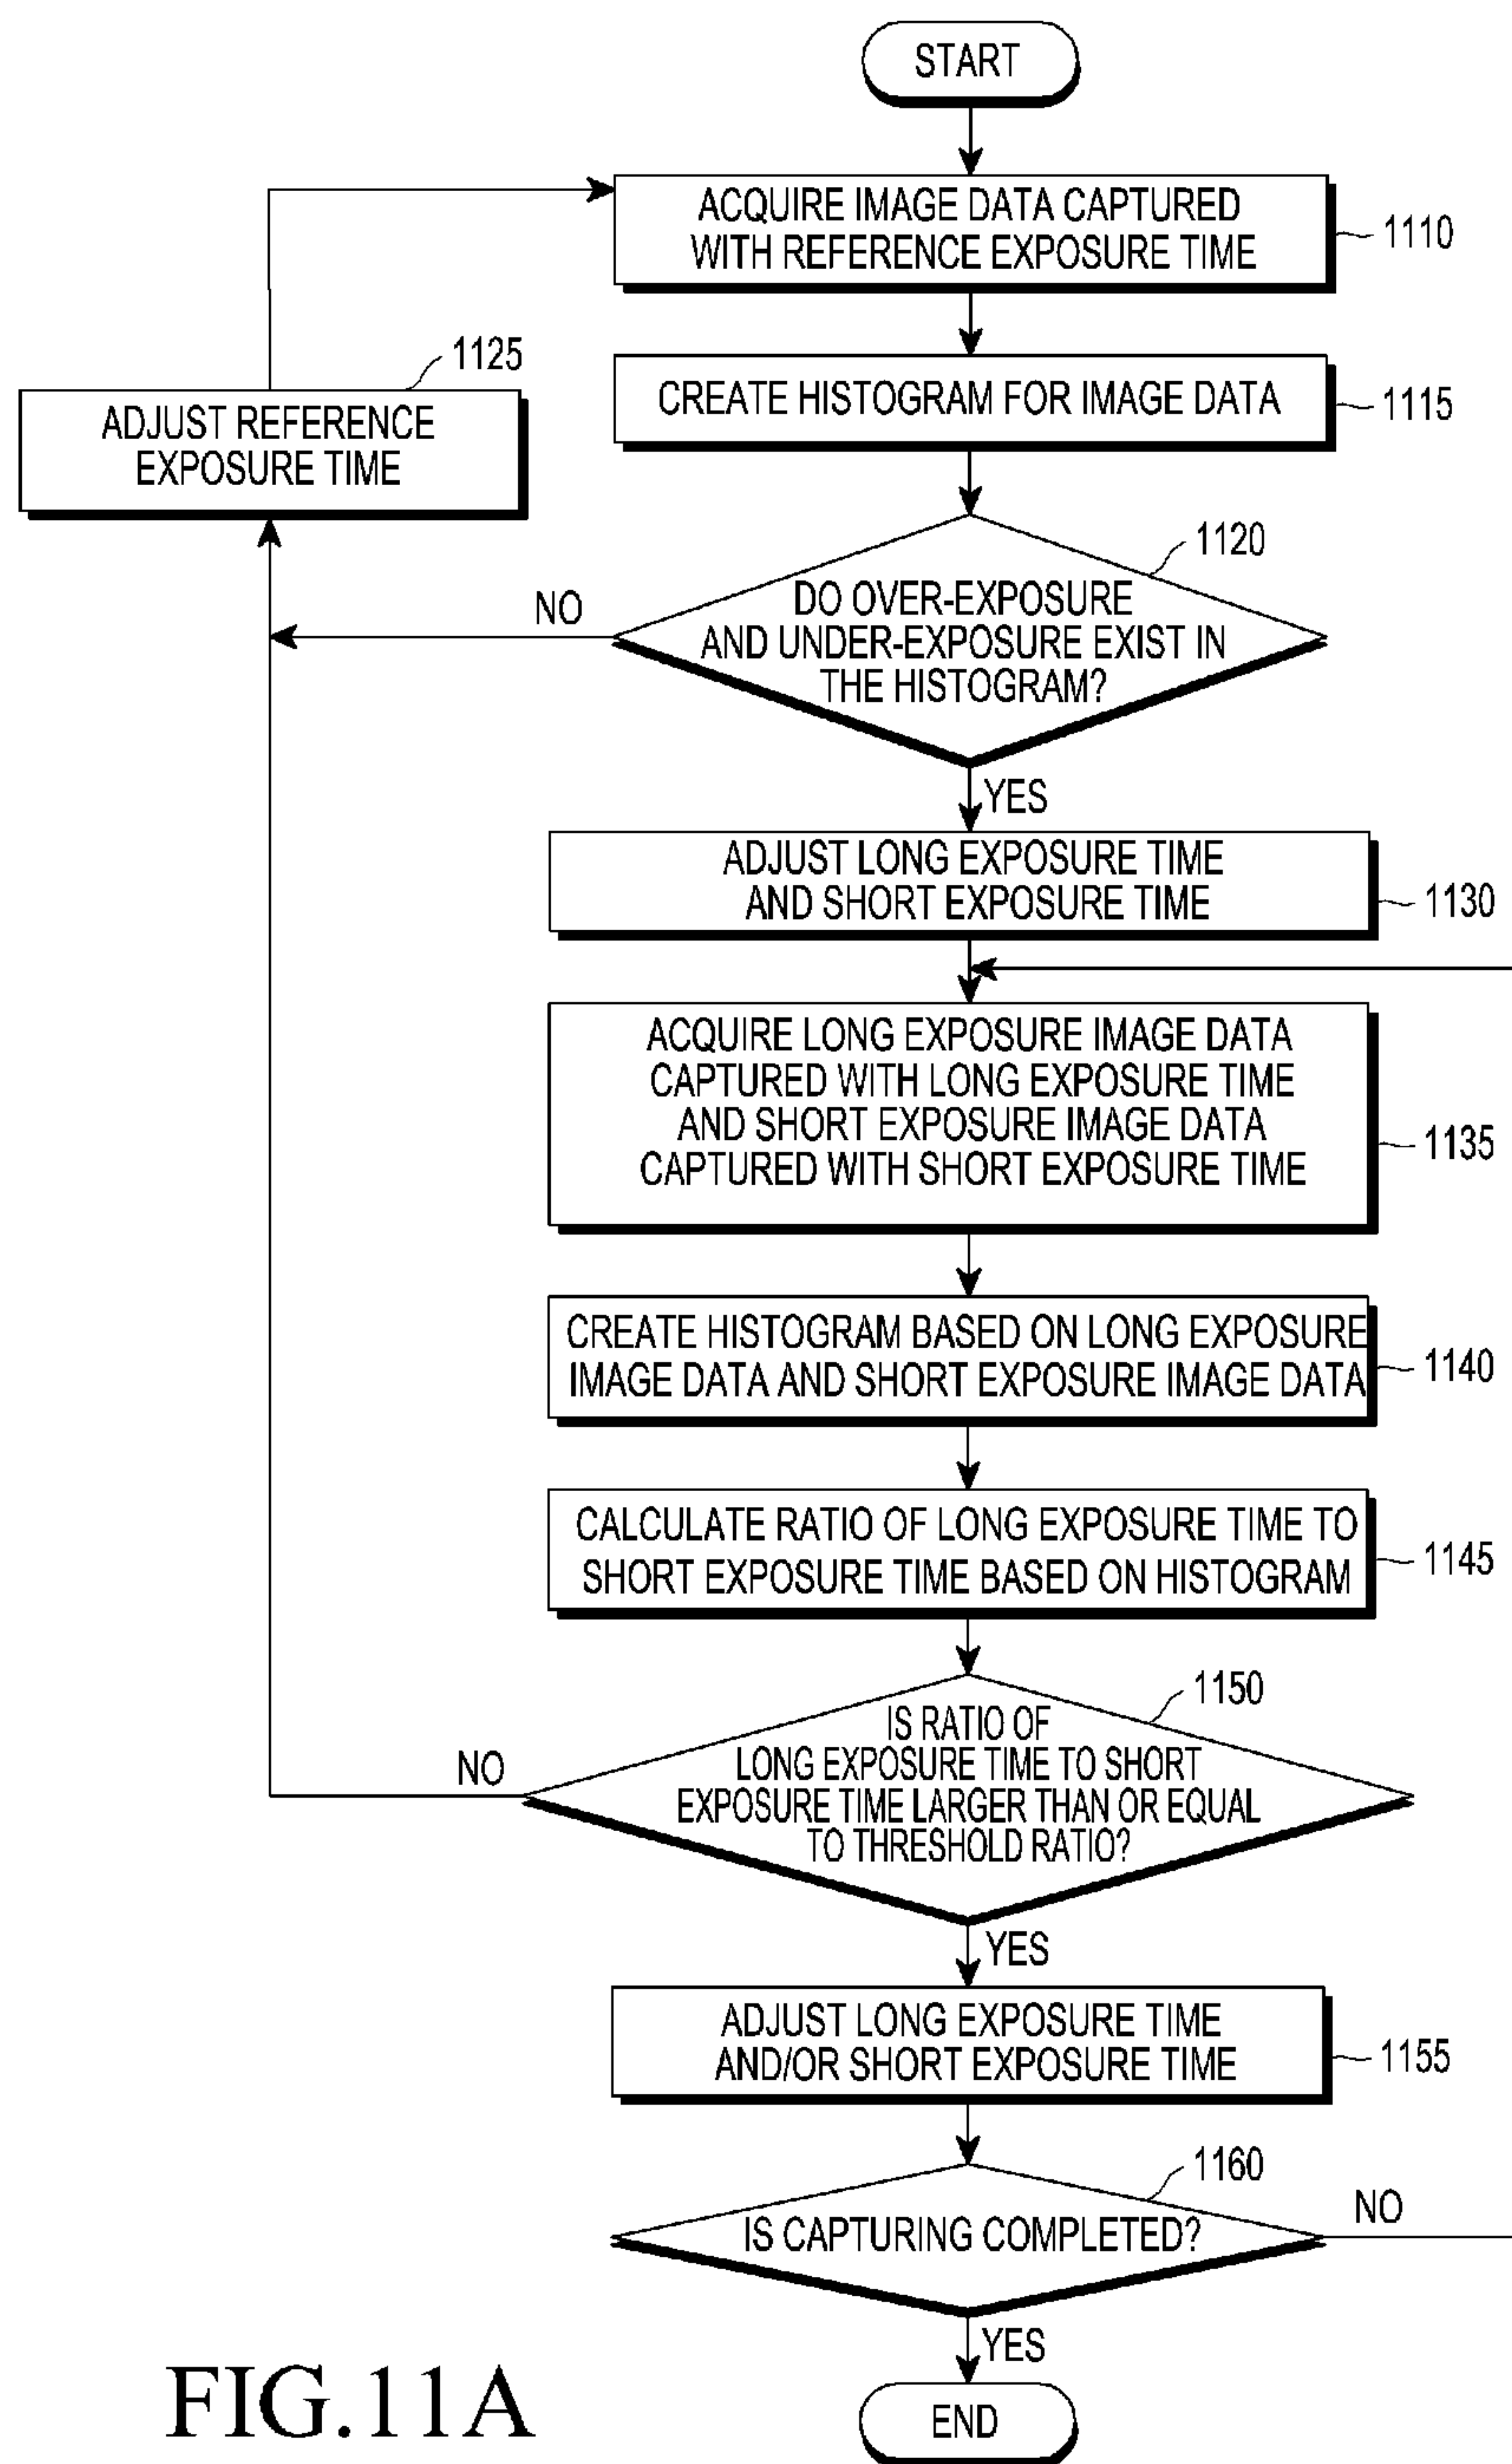 START
ACQUIRE IMAGE DATA CAPTURED
WITH REFERENCE EXPOSURE TIME
1110
CREATE HISTOGRAM FOR IMAGE DATA
1115
1125
ADJUST REFERENCE
EXPOSURE TIME
1120
DO OVER-EXPOSURE
AND UNDER-EXPOSURE EXIST IN
THE HISTOGRAM?
NO
YES
ADJUST LONG EXPOSURE TIME
AND SHORT EXPOSURE TIME
1130
ACQUIRE LONG EXPOSURE IMAGE DATA
CAPTURED WITH LONG EXPOSURE TIME
AND SHORT EXPOSURE IMAGE DATA
CAPTURED WITH SHORT EXPOSURE TIME
1135
CREATE HISTOGRAM BASED ON LONG EXPOSURE
IMAGE DATA AND SHORT EXPOSURE IMAGE DATA
1140
CALCULATE RATIO OF LONG EXPOSURE TIME TO
SHORT EXPOSURE TIME BASED ON HISTOGRAM
1145
1150
IS RATIO OF
LONG EXPOSURE TIME TO SHORT
EXPOSURE TIME LARGER THAN OR EQUAL
TO THRESHOLD RATIO?
NO
YES
ADJUST LONG EXPOSURE TIME
AND/OR SHORT EXPOSURE TIME
1155
1160
IS CAPTURING COMPLETED?
NO
YES
END
FIG.11A